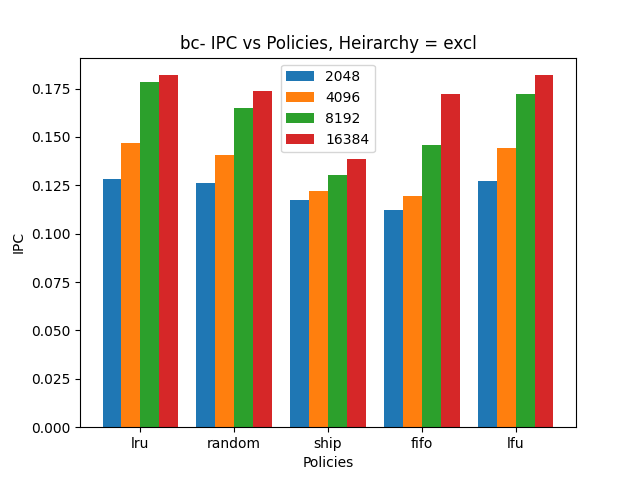 bc- IPC vs Policies, Heirarchy = excl
2048
4096
8192
16384
0.175
0.150
0.125
0.100
0.075
0.050
0.025
0.000
IPC
lru
random
ship
fifo
lfu
Policies